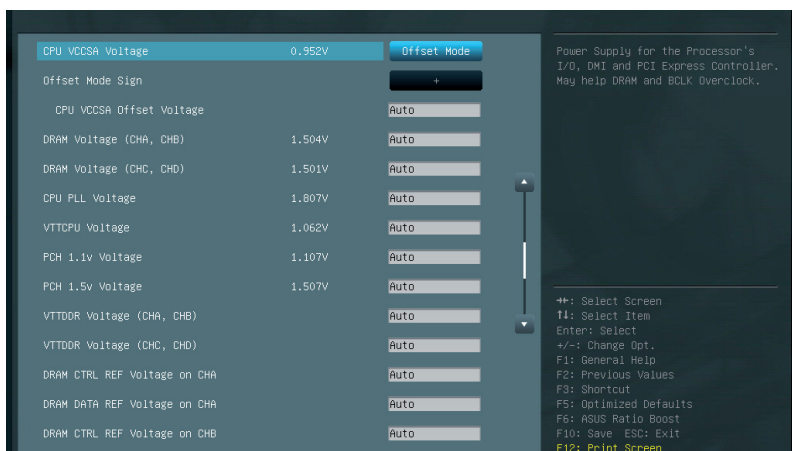 CPU VCCSA Voltage 0.952V Offset Mode
Offset Mode Sign +
CPU VCCSA Offset Voltage Auto
DRAM Voltage (CHA, CHB) 1.504V Auto
DRAM Voltage (CHC, CHD) 1.501V Auto
CPU PLL Voltage 1.807V Auto
VTTCPU Voltage 1.062V Auto
PCH 1.1v Voltage 1.107V Auto
PCH 1.5v Voltage 1.507V Auto
VTTDDR Voltage (CHA, CHB) Auto
VTTDDR Voltage (CHC, CHD) Auto
DRAM CTRL REF Voltage on CHA Auto
DRAM DATA REF Voltage on CHA Auto
DRAM CTRL REF Voltage on CHB Auto
Power Supply for the Processor's
I/O, DMI and PCI Express Controller.
May help DRAM and BCLK Overclock.
→←: Select Screen
↑↓: Select Item
Enter: Select
+/-: Change Opt.
F1: General Help
F2: Previous Values
F3: Shortcut
F5: Optimized Defaults
F6: ASUS Ratio Boost
F10: Save ESC: Exit
F12: Print Screen